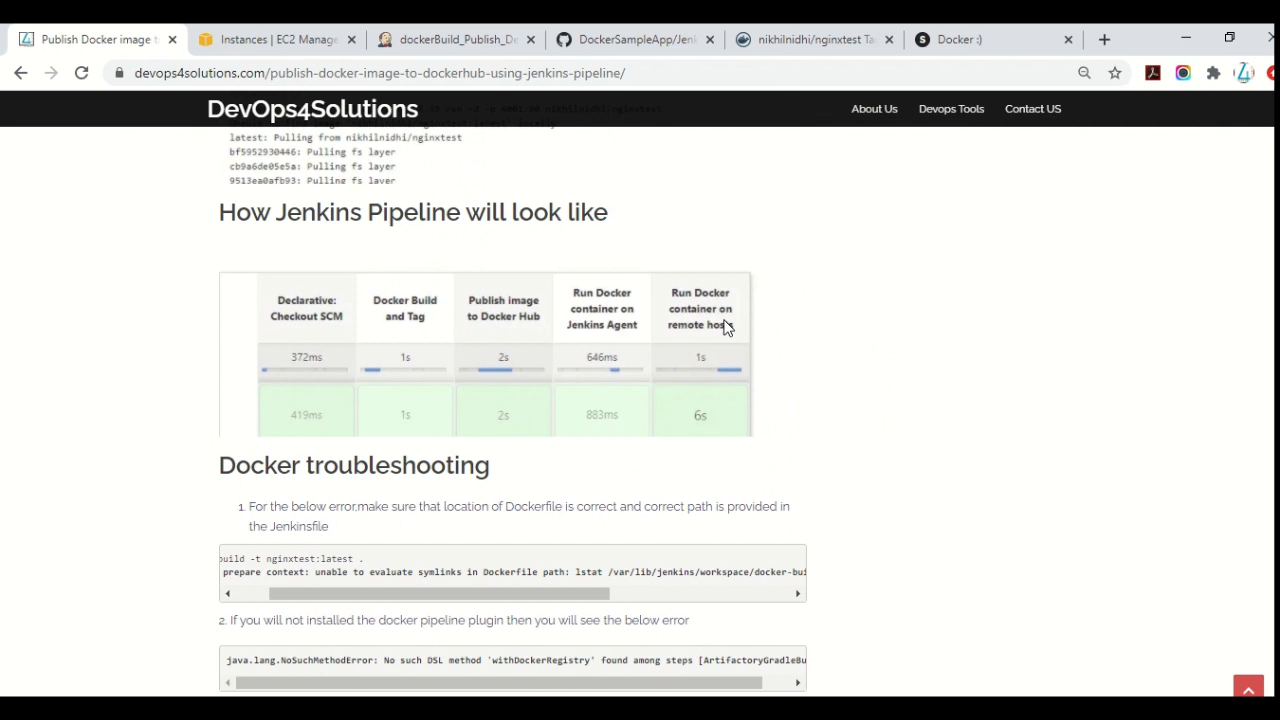 Publish Docker image t
Instances | EC2 Manage
dockerBuild_Publish_De
DockerSampleApp/Jenk
nikhilnidhi/nginxtest Ta
Docker :)
devops4solutions.com/publish-docker-image-to-dockerhub-using-jenkins-pipeline/
DevOps4Solutions
About Us
Devops Tools
Contact US
latest: Pulling from nikhilnidhi/nginxtest
bf5952930446: Pulling fs layer
cb9a6de05e5a: Pulling fs layer
9513ea0afb93: Pulling fs layer
How Jenkins Pipeline will look like
Declarative:
Checkout SCM
Docker Build
and Tag
Publish image
to Docker Hub
Run Docker
container on
Jenkins Agent
Run Docker
container on
remote hos
372ms
1s
2s
646ms
1s
419ms
1s
2s
883ms
6s
Docker troubleshooting
1. For the below error,make sure that location of Dockerfile is correct and correct path is provided in
the Jenkinsfile
uild -t nginxtest:latest .
prepare context: unable to evaluate symlinks in Dockerfile path: lstat /var/lib/jenkins/workspace/docker-bui
2. If you will not installed the docker pipeline plugin then you will see the below error
java.lang.NoSuchMethodError: No such DSL method 'withDockerRegistry' found among steps [ArtifactoryGradleBu